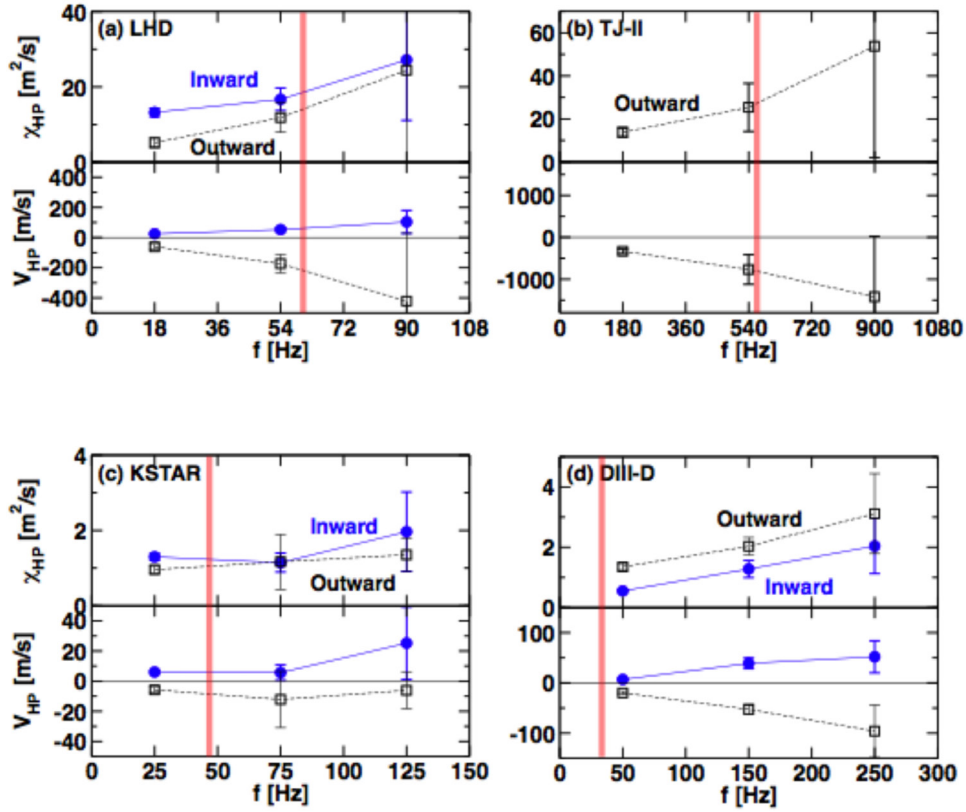 (a) LHD
(b) TJ-II
40
20
0
χHP [m²/s]
Inward
Outward
60
40
20
0
Outward
400
200
0
-200
-400
VHP [m/s]
1000
0
-1000
0 18 36 54 72 90 108
f [Hz]
0 180 360 540 720 900 1080
f [Hz]
(c) KSTAR
(d) DIII-D
4
2
0
χHP [m²/s]
Inward
Outward
4
2
0
Outward
Inward
40
20
0
-20
-40
VHP [m/s]
100
0
-100
0 25 50 75 100 125 150
f [Hz]
0 50 100 150 200 250 300
f [Hz]